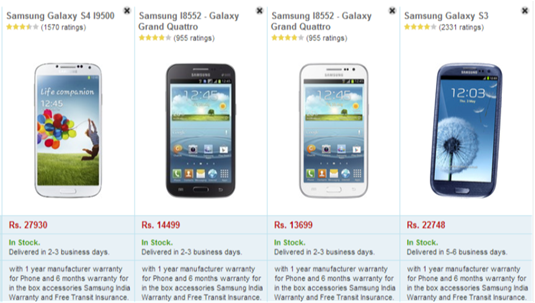 Samsung Galaxy S4 I9500
(1570 ratings)
Life companion
12:45
Rs. 27930
In Stock.
Delivered in 2-3 business days.
with 1 year manufacturer warranty
for Phone and 6 months warranty for
in the box accessories Samsung India
Warranty and Free Transit Insurance.
Samsung I8552 - Galaxy
Grand Quattro
(955 ratings)
SAMSUNG
12:45
Rs. 14499
In Stock.
Delivered in 2-3 business days.
with 1 year manufacturer warranty
for Phone and 6 months warranty for
in the box accessories Samsung India
Warranty and Free Transit Insurance.
Samsung I8552 - Galaxy
Grand Quattro
(955 ratings)
SAMSUNG
12:45
Rs. 13699
In Stock.
Delivered in 2-3 business days.
with 1 year manufacturer warranty
for Phone and 6 months warranty for
in the box accessories Samsung India
Warranty and Free Transit Insurance.
Samsung Galaxy S3
(2331 ratings)
12:03
Rs. 22748
In Stock.
Delivered in 5-6 business days.
with 1 year manufacturer warranty
for Phone and 6 months warranty for
in the box accessories Samsung India
Warranty and Free Transit Insurance.